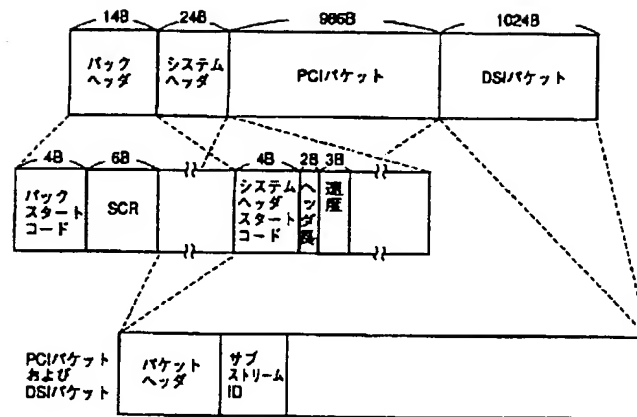 14B 24B 986B 1024B
パック
ヘッダ
システム
ヘッダ
PCIパケット
DSIパケット
4B 6B 4B 2B 3B
パック
スタート
コード
SCR
システム
ヘッダ
スタート
コード
ヘッダ長
速度
PCIパケット
および
DSIパケット
パケット
ヘッダ
サブ
ストリーム
ID